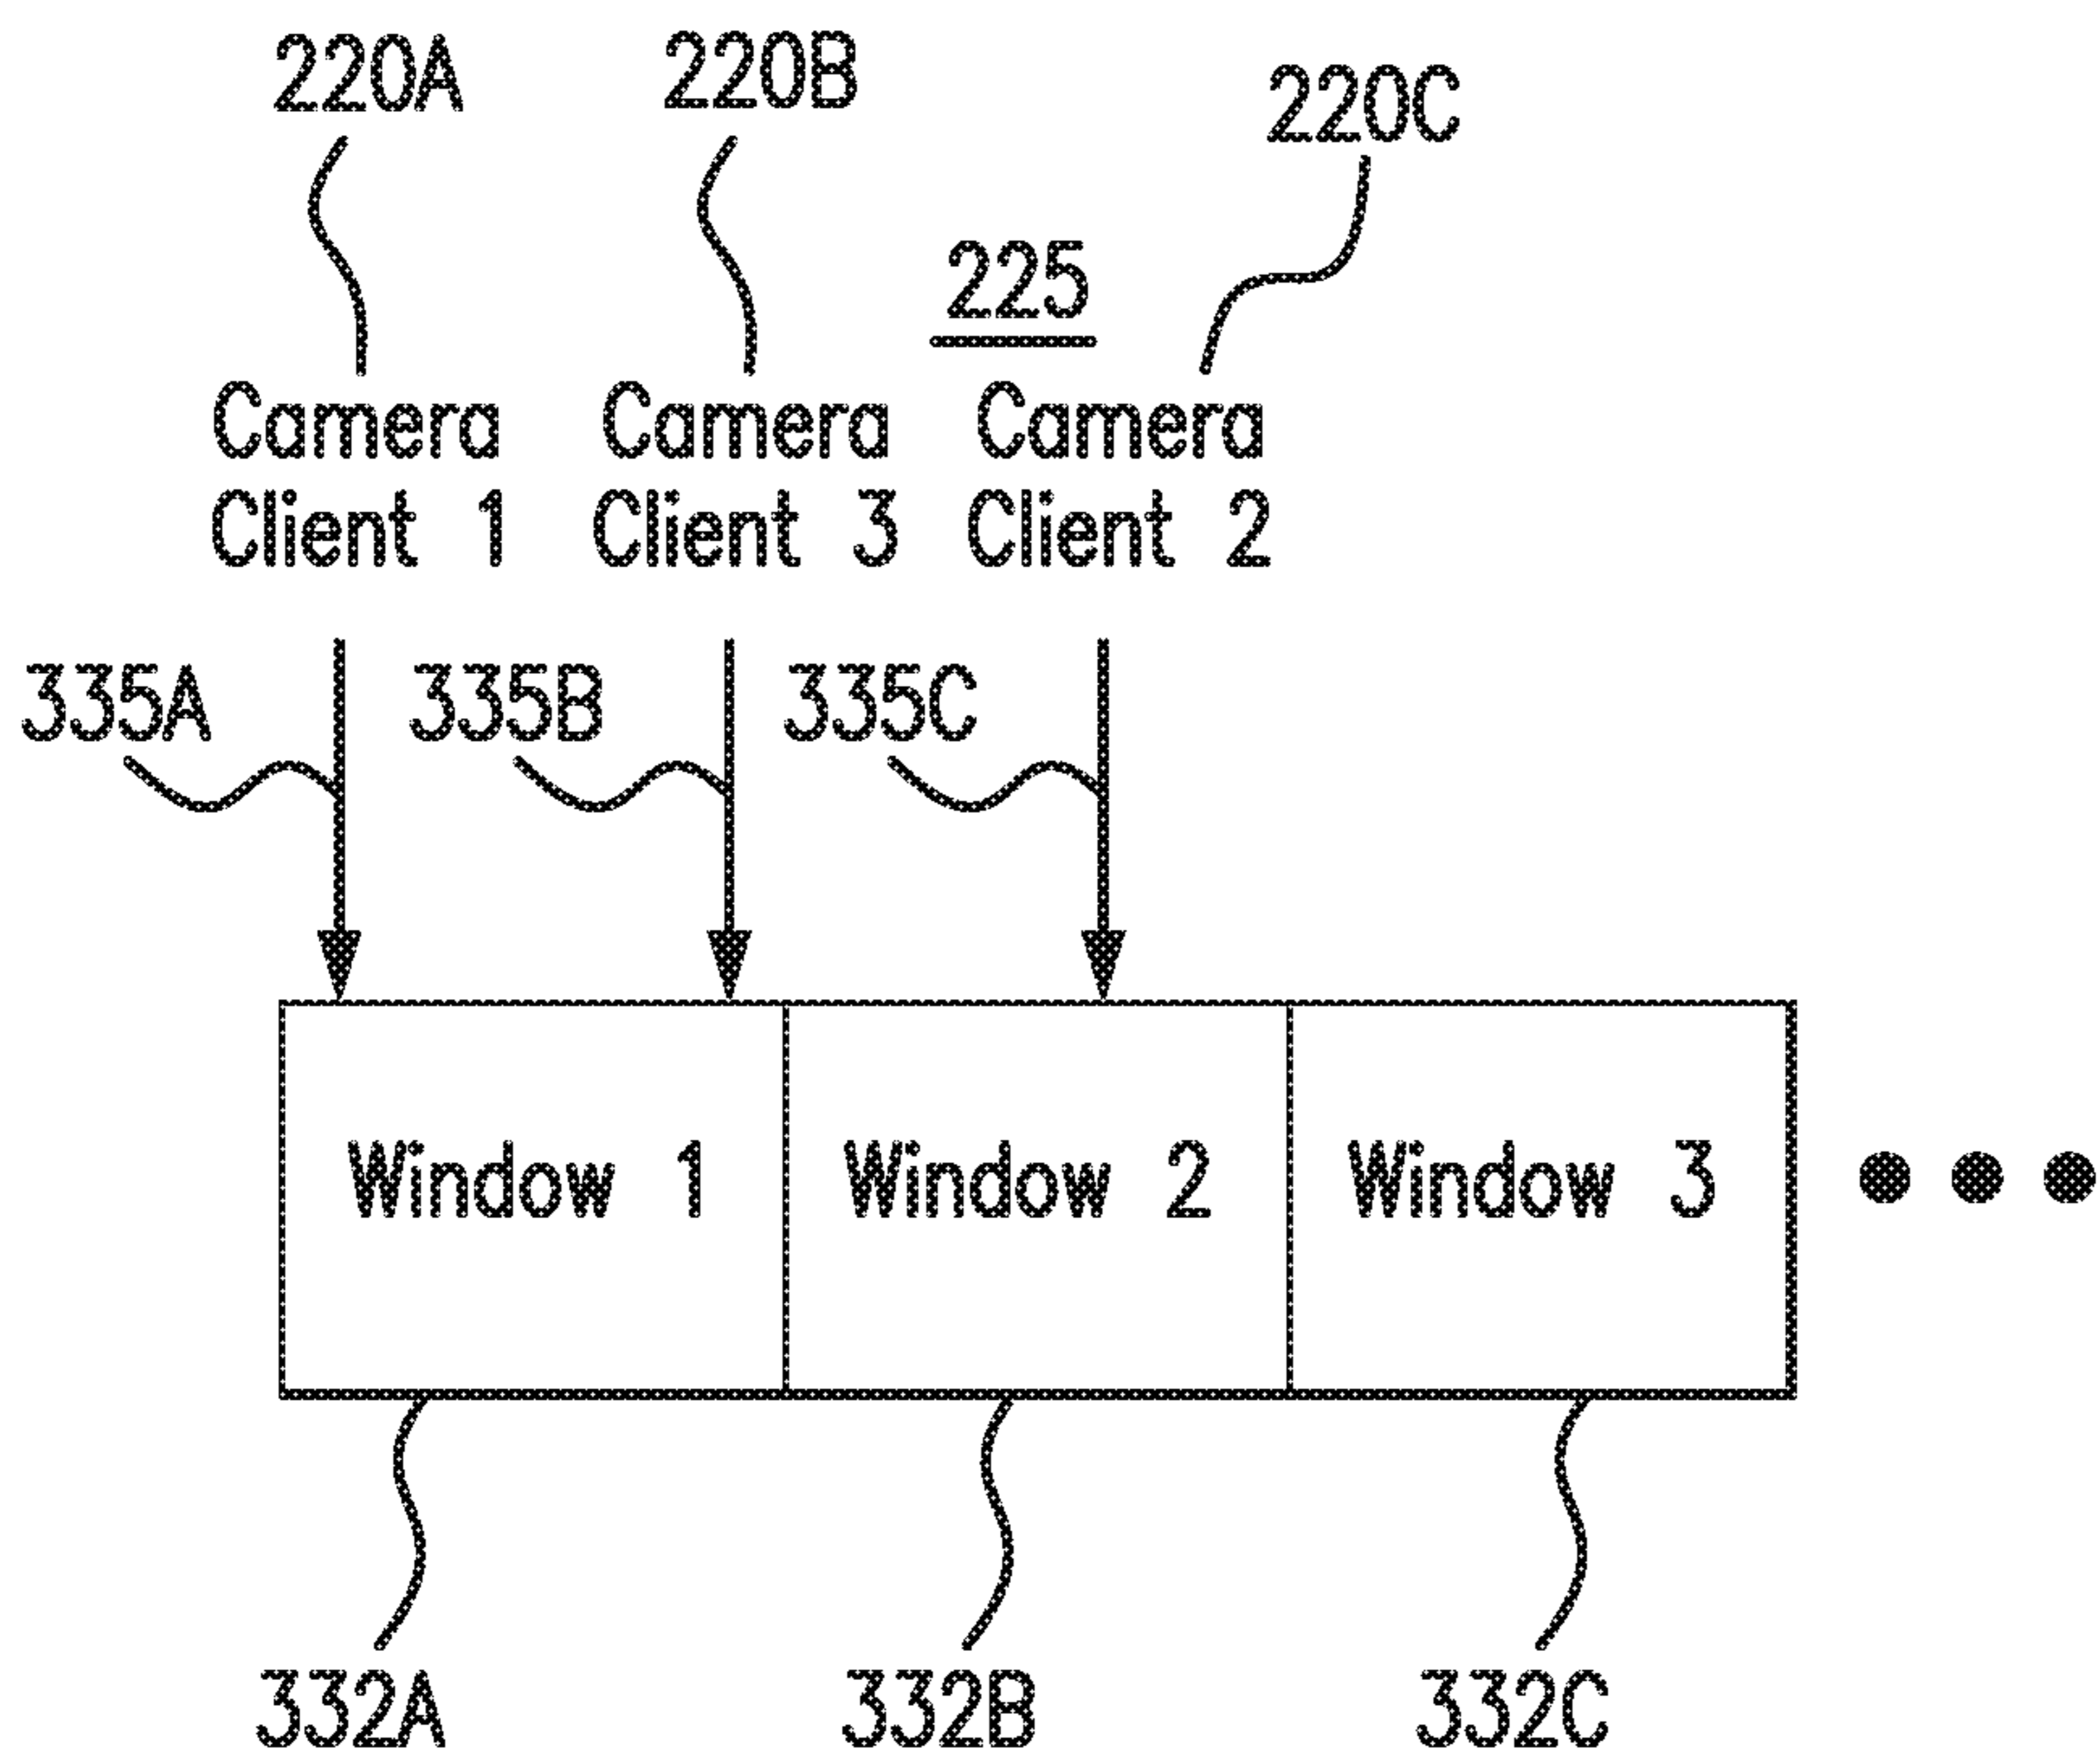 220A 220B 220C
225
Camera Camera Camera
Client 1 Client 3 Client 2
335A 335B 335C
Window 1 Window 2 Window 3
332A 332B 332C